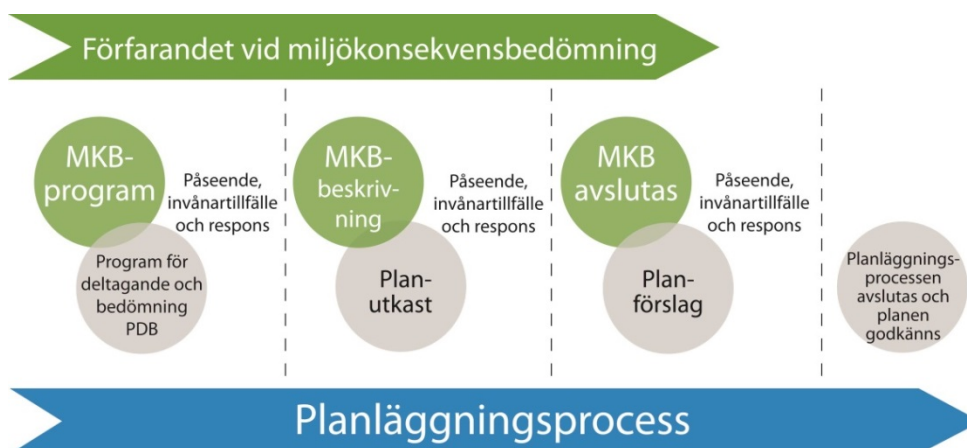 Förfarandet vid miljökonsekvensbedömning
MKB-
program
Påseende,
invånartillfälle
och respons
Program för
deltagande och
bedömning
PDB
MKB-
beskriv-
ning
Påseende,
invånartillfälle
och respons
Plan-
utkast
MKB
avslutas
Påseende,
invånartillfälle
och respons
Plan-
förslag
Planläggnings-
processen
avslutas och
planen
godkänns
Planläggningsprocess